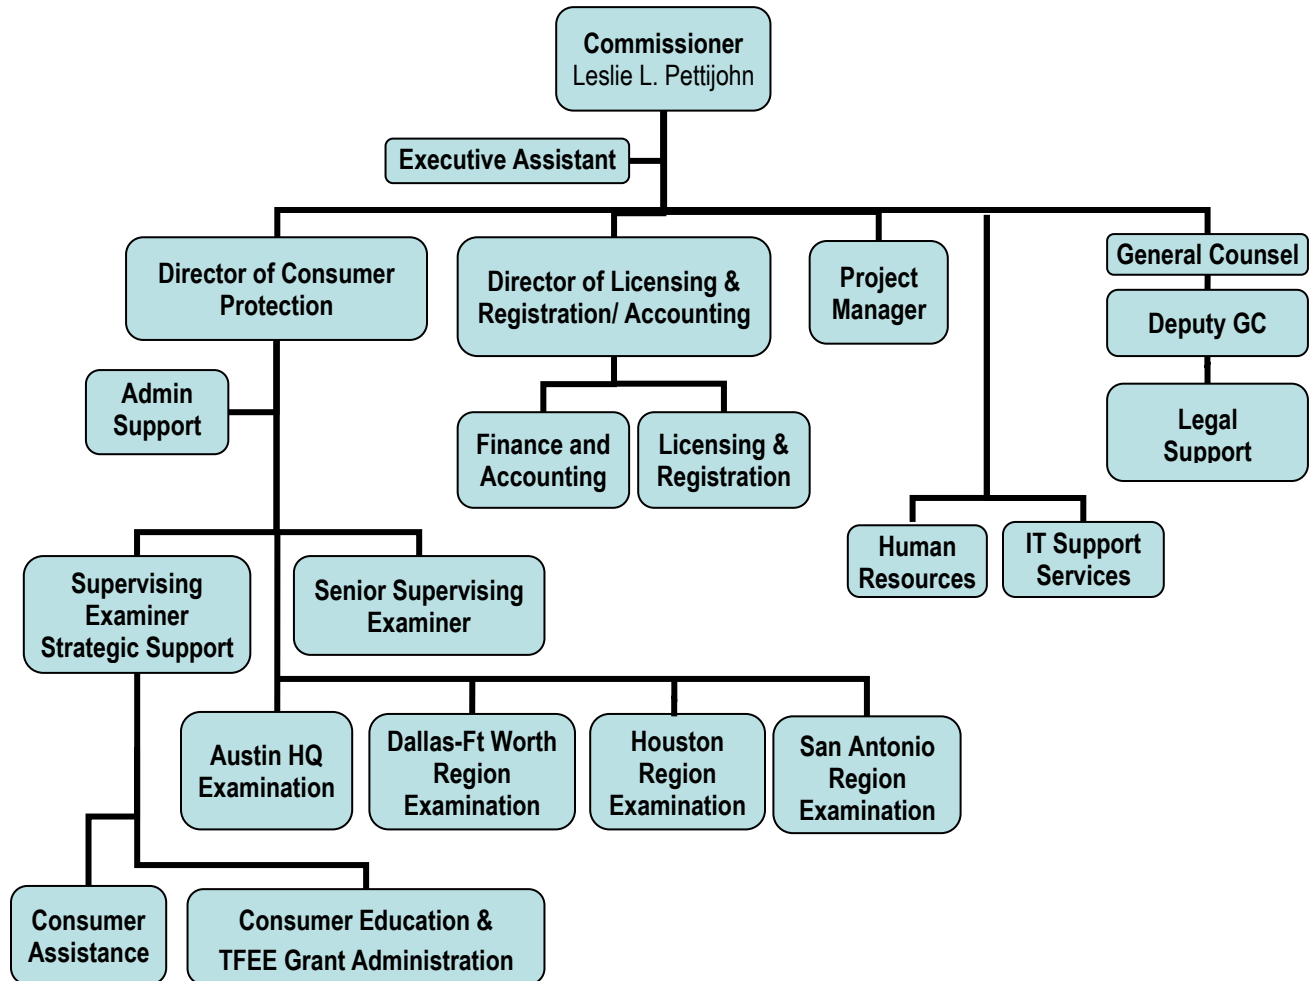 Commissioner
Leslie L. Pettijohn
Executive Assistant
Director of Consumer
Protection
Director of Licensing &
Registration/ Accounting
Project
Manager
General Counsel
Deputy GC
Legal
Support
Admin
Support
Finance and
Accounting
Licensing &
Registration
Human
Resources
IT Support
Services
Supervising
Examiner
Strategic Support
Senior Supervising
Examiner
Austin HQ
Examination
Dallas-Ft Worth
Region
Examination
Houston
Region
Examination
San Antonio
Region
Examination
Consumer
Assistance
Consumer Education &
TFEE Grant Administration